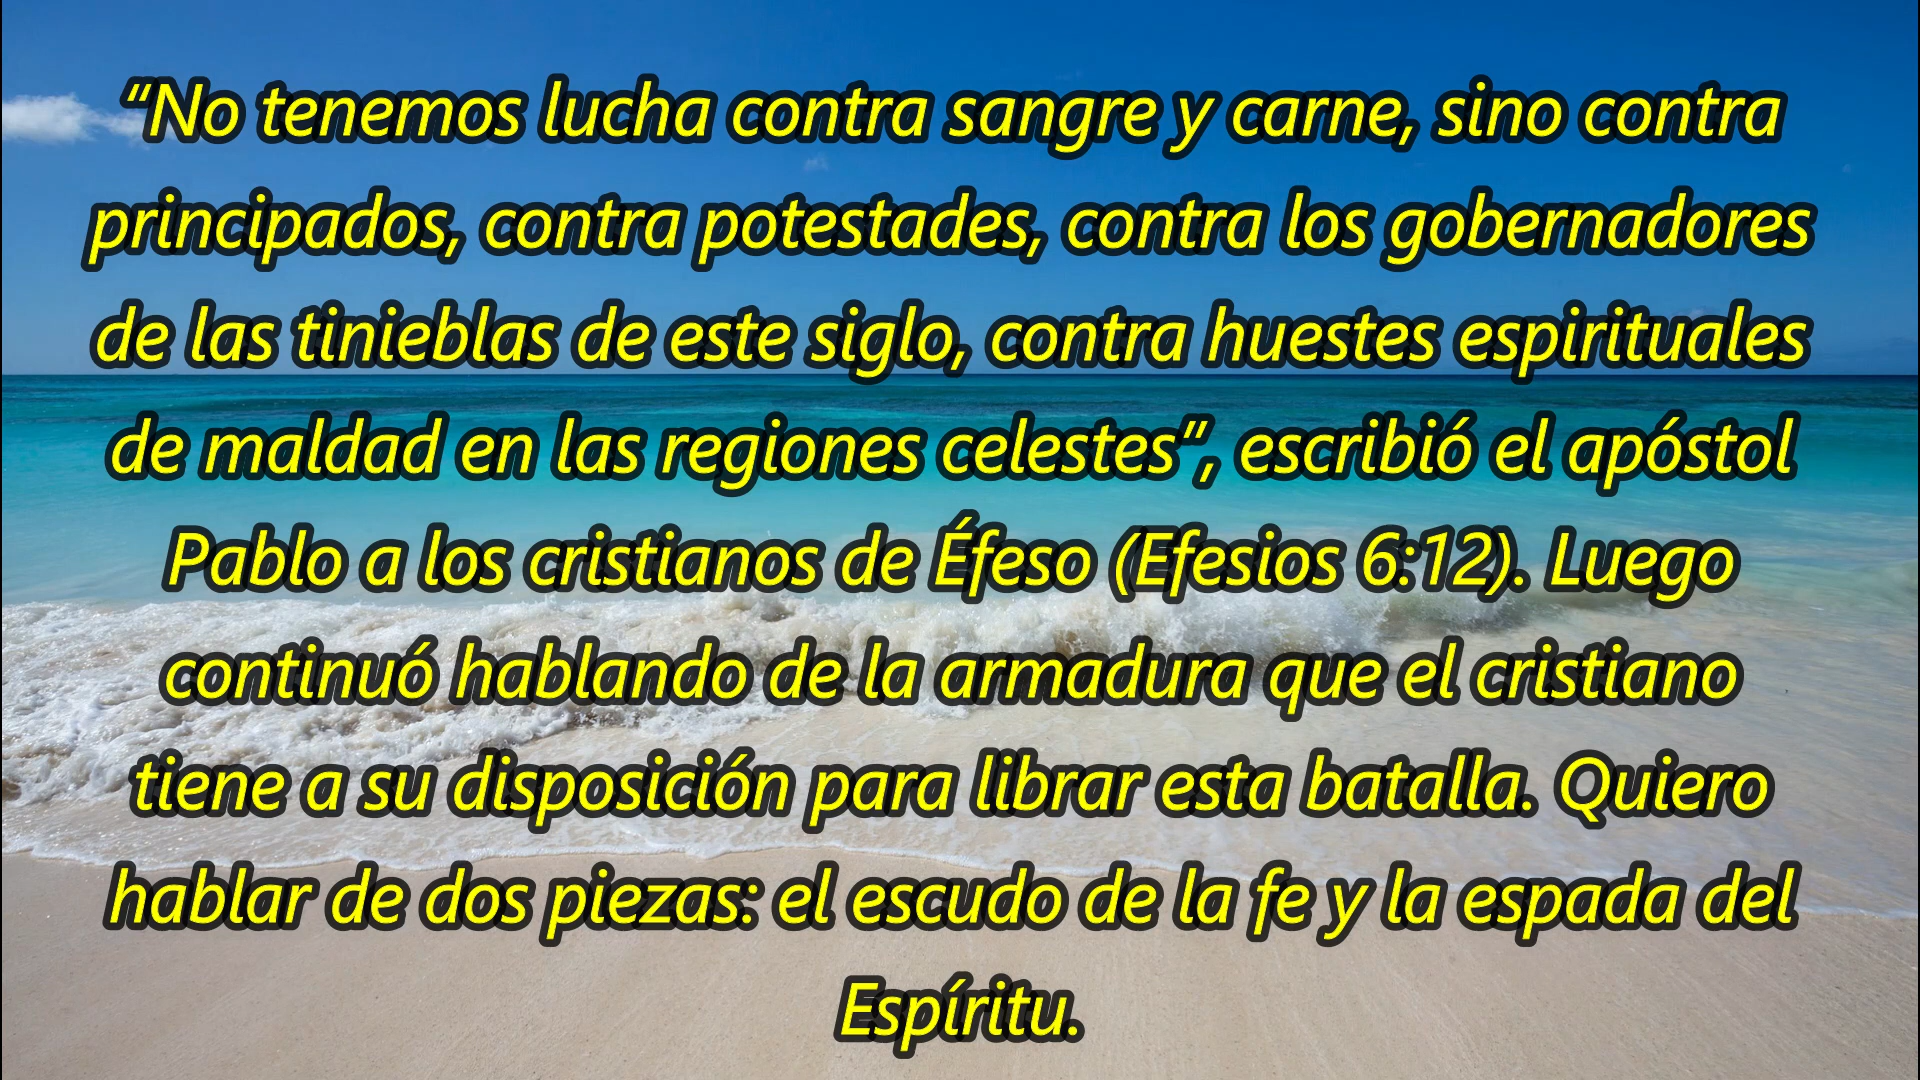 “No tenemos lucha contra sangre y carne, sino contra
principados, contra potestades, contra los gobernadores
de las tinieblas de este siglo, contra huestes espirituales
de maldad en las regiones celestes”, escribió el apóstol
Pablo a los cristianos de Éfeso (Efesios 6:12). Luego
continuó hablando de la armadura que el cristiano
tiene a su disposición para librar esta batalla. Quiero
hablar de dos piezas: el escudo de la fe y la espada del
Espíritu.